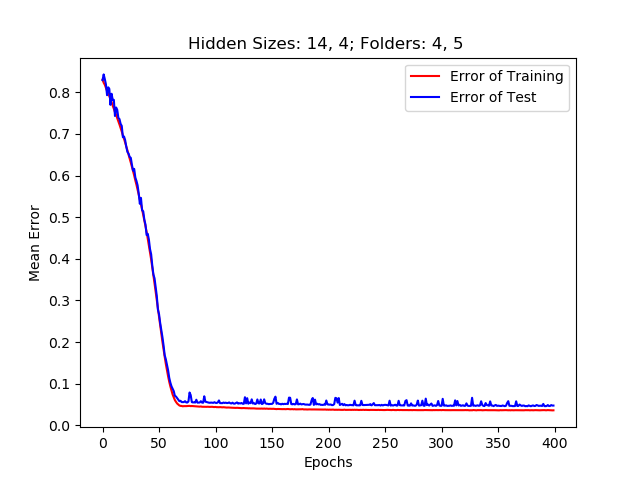 Hidden Sizes: 14, 4; Folders: 4, 5
Error of Training
Error of Test
Mean Error
0.8
0.7
0.6
0.5
0.4
0.3
0.2
0.1
0.0
0 50 100 150 200 250 300 350 400
Epochs